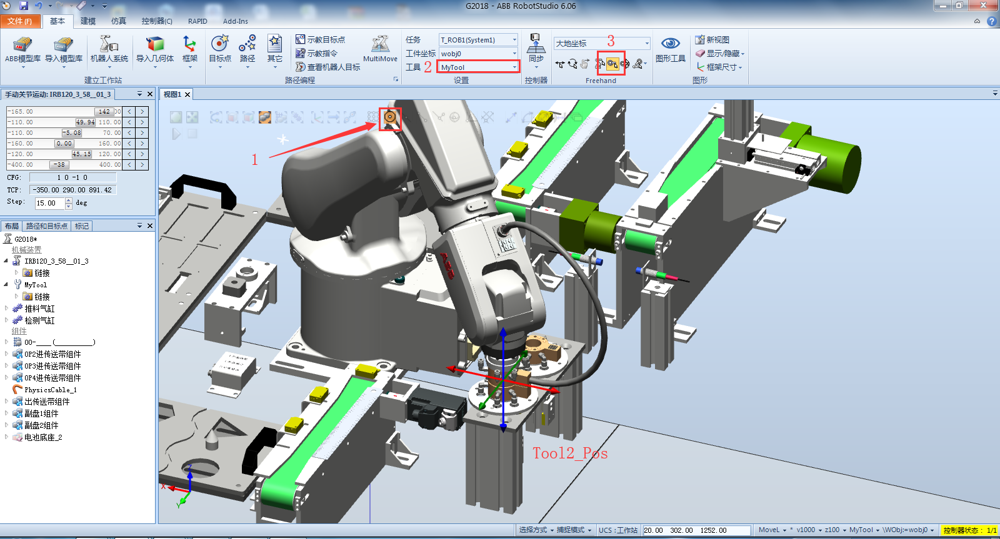 G2018 - ABB RobotStudio 6.06
文件(F) 基本 建模 仿真 控制器(C) RAPID Add-Ins
ABB模型库 导入模型库 机器人系统 导入几何体 框架
建立工作站
目标点 路径 其它
示教目标点
示教指令
查看机器人目标
MultiMove
路径编程
任务 T_ROB1(System1)
工件坐标 wobj0
工具 2 MyTool
设置
同步
控制器
大地坐标 3
Freehand
图形工具
新视图
显示/隐藏
框架尺寸
图形
手动关节运动: IRB120_3_58__01_3
-165.00 142 .00 < >
-110.00 49.94 110.00 < >
-110.00 -5.08 70.00 < >
-160.00 0.00 160.00 < >
-120.00 45.15 120.00 < >
-400.00 -38 400.00 < >
CFG: 1 0 -1 0
TCP: -350.00 290.00 891.42
Step: 15.00 deg
布局 路径和目标点 标记
G2018*
机械装置
IRB120_3_58__01_3
链接
MyTool
链接
推料气缸
检测气缸
组件
00-____(__________)
OP2进传送带组件
OP3进传送带组件
OP4进传送带组件
PhysicsCable_1
出传送带组件
副盘1组件
副盘2组件
电池底座_2
视图1
1
ABB
Tool2_Pos
Z
X
Y
选择方式 捕捉模式 UCS:工作站 20.00 302.00 1252.00 MoveL * v1000 z100 MyTool \WObj:=wobj0 控制器状态: 1/1